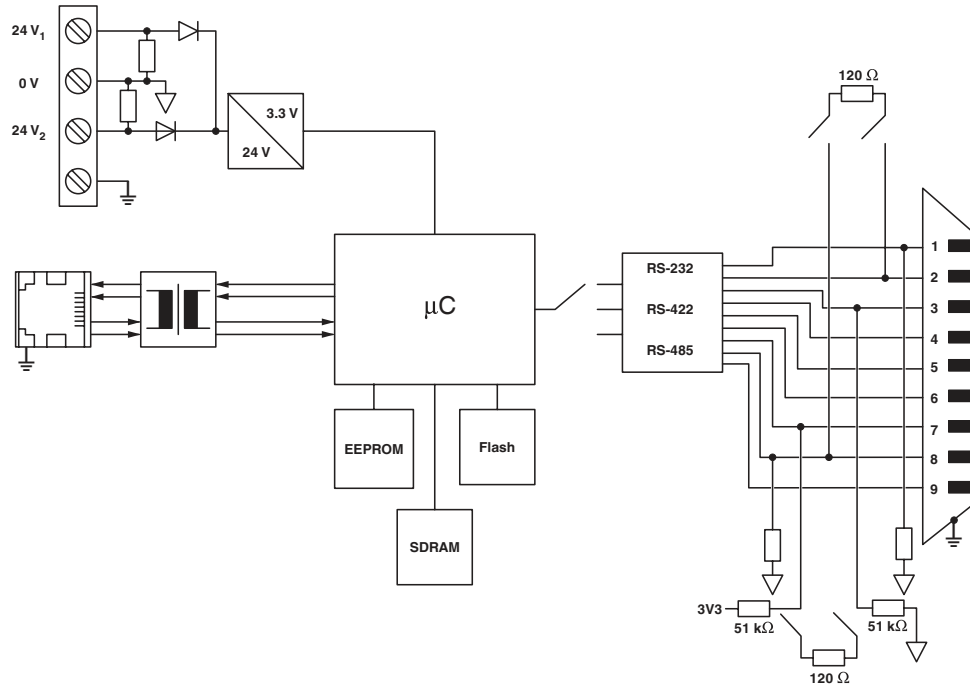 24 V1
0 V
24 V2
3.3 V
24 V
μC
EEPROM
Flash
SDRAM
RS-232
RS-422
RS-485
120 Ω
1
2
3
4
5
6
7
8
9
3V3
51 kΩ
51 kΩ
120 Ω